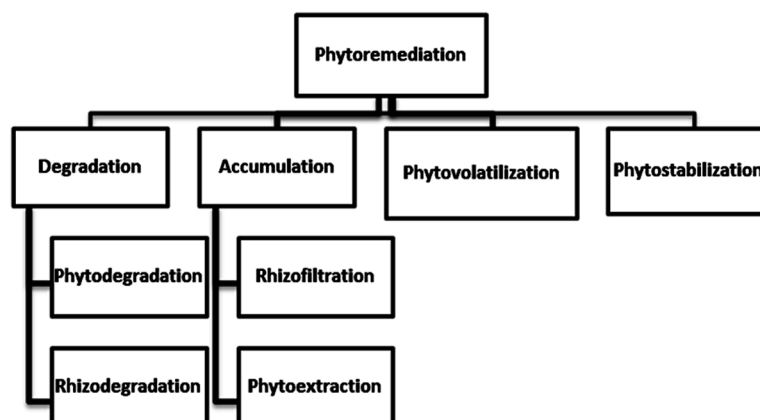 Phytoremediation
Degradation
Accumulation
Phytovolatilization
Phytostabilization
Phytodegradation
Rhizofiltration
Rhizodegradation
Phytoextraction